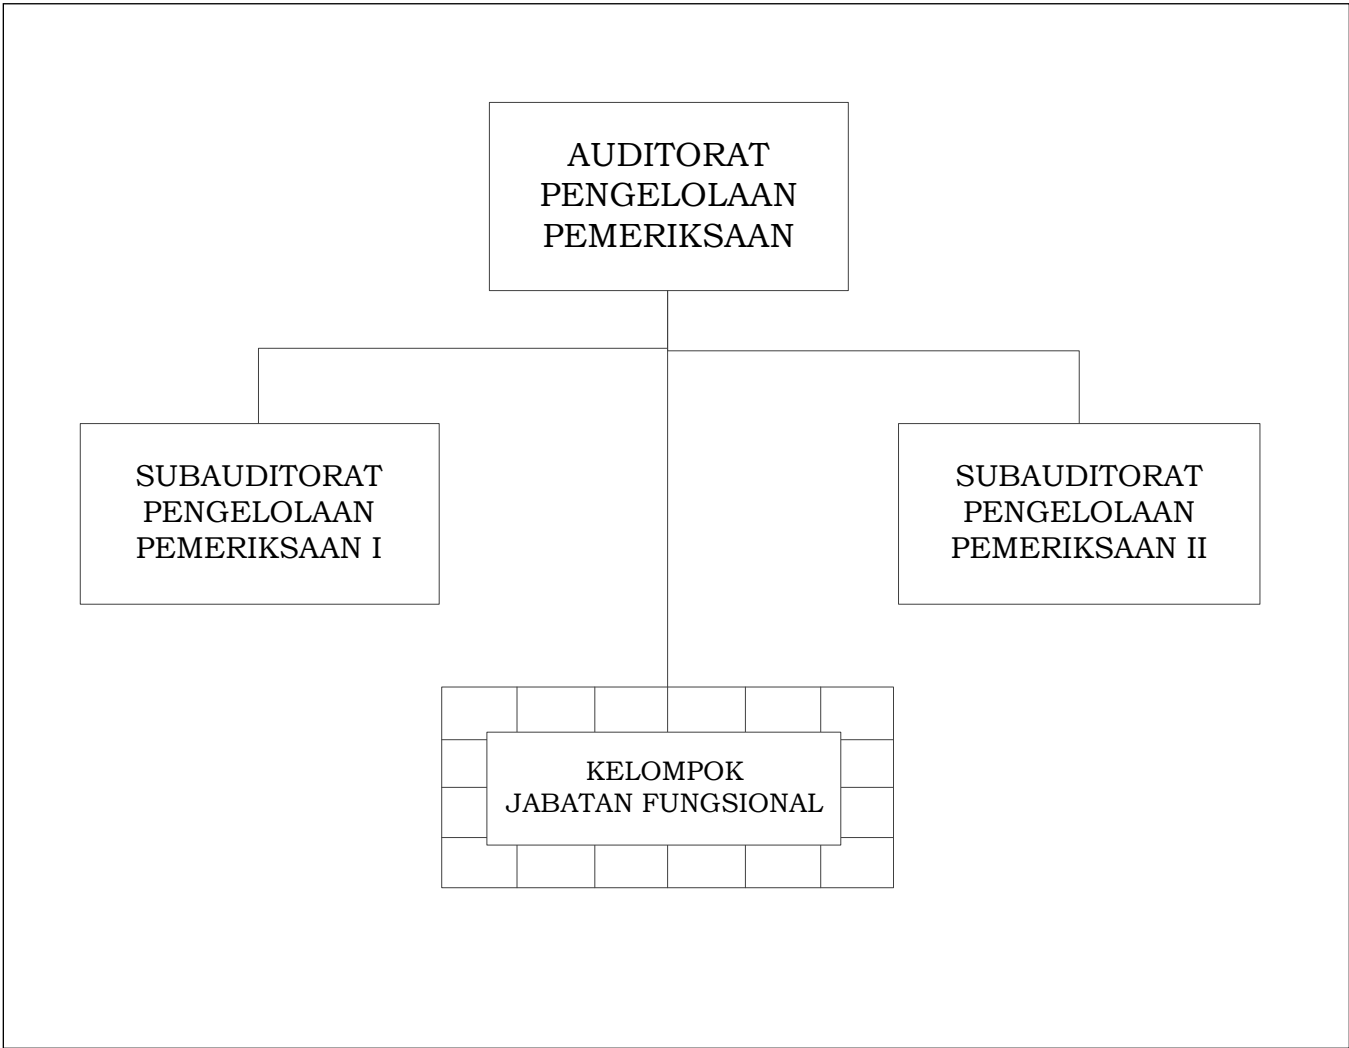 AUDITORAT
PENGELOLAAN
PEMERIKSAAN
SUBAUDITORAT
PENGELOLAAN
PEMERIKSAAN I
SUBAUDITORAT
PENGELOLAAN
PEMERIKSAAN II
KELOMPOK
JABATAN FUNGSIONAL